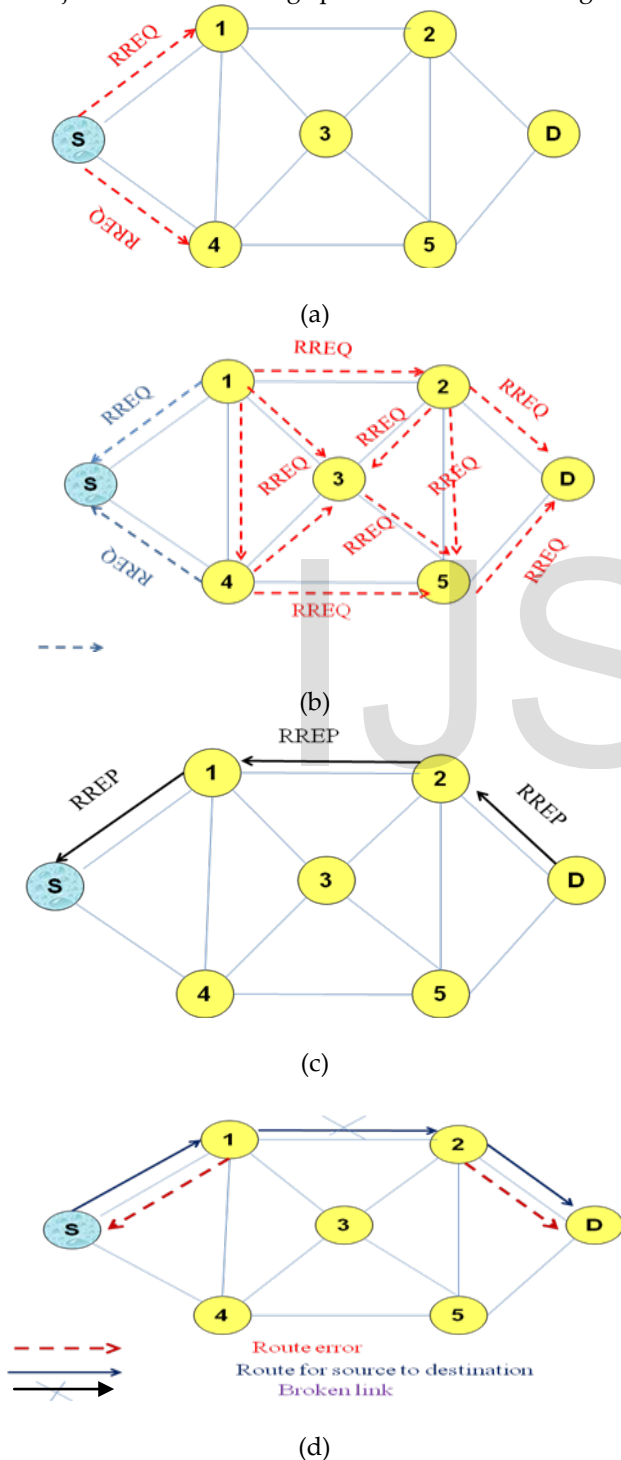 RREQ
1
2
S
3
D
RREQ
4
5
(a)
RREQ
1
2
RREQ
RREQ
RREQ
S
RREQ
3
RREQ
D
RREQ
RREQ
RREQ
4
5
RREQ
IJS
(b)
RREP
1
2
RREP
RREP
S
3
D
4
5
(c)
1
2
S
3
D
4
5
Route error
Route for source to destination
Broken link
(d)